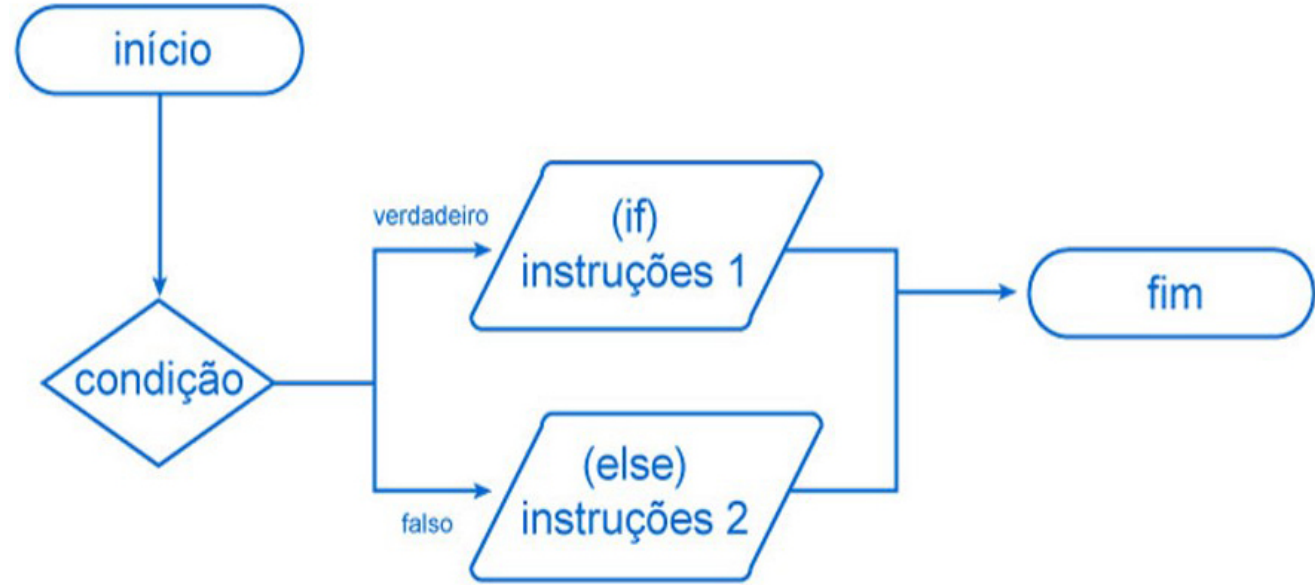 início
condição
verdadeiro
(if)
instruções 1
falso
(else)
instruções 2
fim